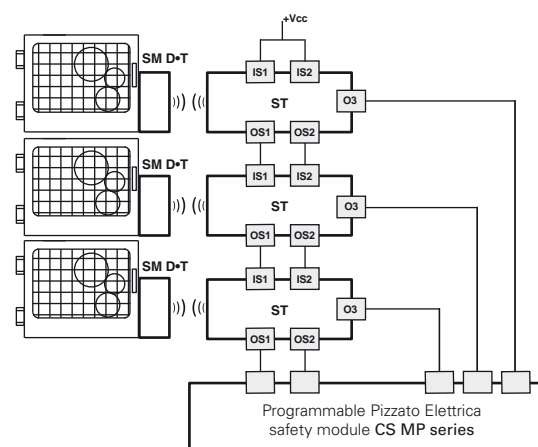 +Vcc
SM D•T
IS1 IS2
ST
O3
OS1 OS2
SM D•T
IS1 IS2
ST
O3
OS1 OS2
SM D•T
IS1 IS2
ST
O3
OS1 OS2
Programmable Pizzato Elettrica
safety module CS MP series